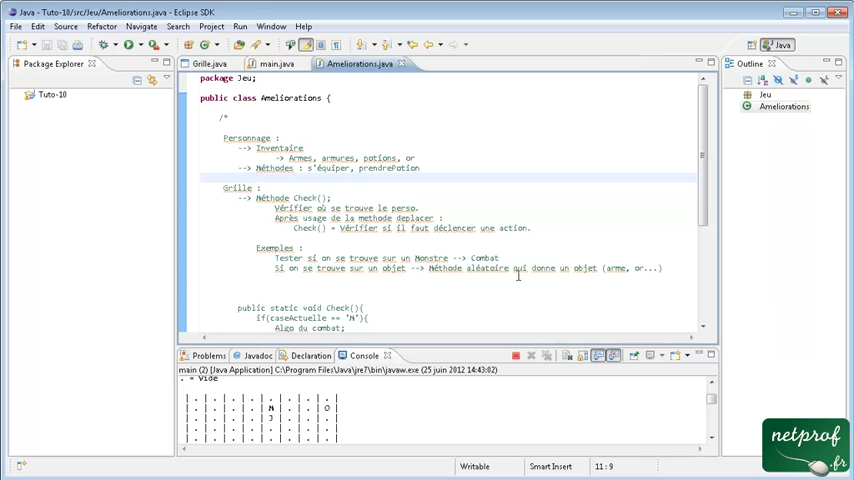 Java - Tuto-10/src/Jeu/Ameliorations.java - Eclipse SDK
File Edit Source Refactor Navigate Search Project Run Window Help
Java
Package Explorer
Grille.java main.java Ameliorations.java
Outline
Tuto-10
Jeu
Ameliorations
package Jeu;
public class Ameliorations {
/*
Personnage :
--> Inventaire
-> Armes, armures, potions, or
--> Méthodes : s'équiper, prendrePotion
Grille :
--> Méthode Check();
Vérifier où se trouve le perso.
Après usage de la methode deplacer :
Check() = Vérifier si il faut déclencer une action.
Exemples :
Tester si on se trouve sur un Monstre --> Combat
Si on se trouve sur un objet --> Méthode aléatoire qui donne un objet (arme, or...)
public static void Check(){
if(caseActuelle == 'M'){
Algo du combat;
Problems Javadoc Declaration Console
main (2) [Java Application] C:\Program Files\Java\jre7\bin\javaw.exe (25 juin 2012 14:43:02)
. = Vide
| . | . | . | . | . | . | . | . |
| . | . | . | . | M | . | . | O |
| . | . | . | . | J | . | . | . |
| . | . | . | . | . | . | . | . |
Writable Smart Insert 11 : 9
netprof
.fr